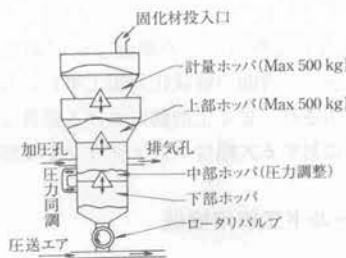 固化材投入口
計量ホッパ(Max 500 kg)
上部ホッパ(Max 500 kg)
加圧孔
排気孔
中部ホッパ(圧力調整)
圧力同調
下部ホッパ
ロータリバルブ
圧送エア